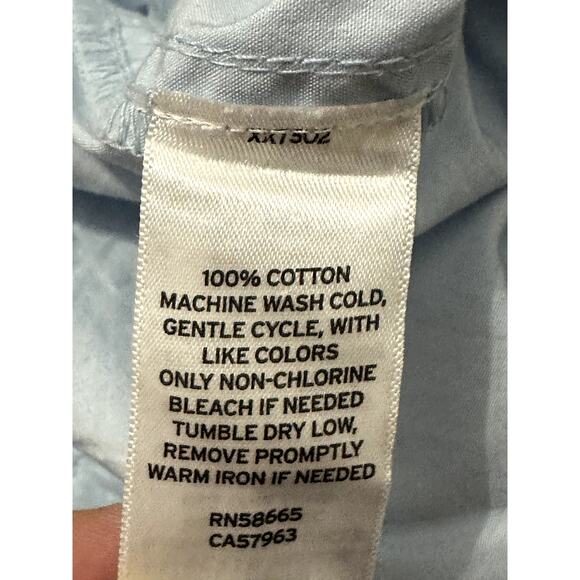 100% COTTON
MACHINE WASH COLD,
GENTLE CYCLE, WITH
LIKE COLORS
ONLY NON-CHLORINE
BLEACH IF NEEDED
TUMBLE DRY LOW,
REMOVE PROMPTLY
WARM IRON IF NEEDED
RN58665
CA57963